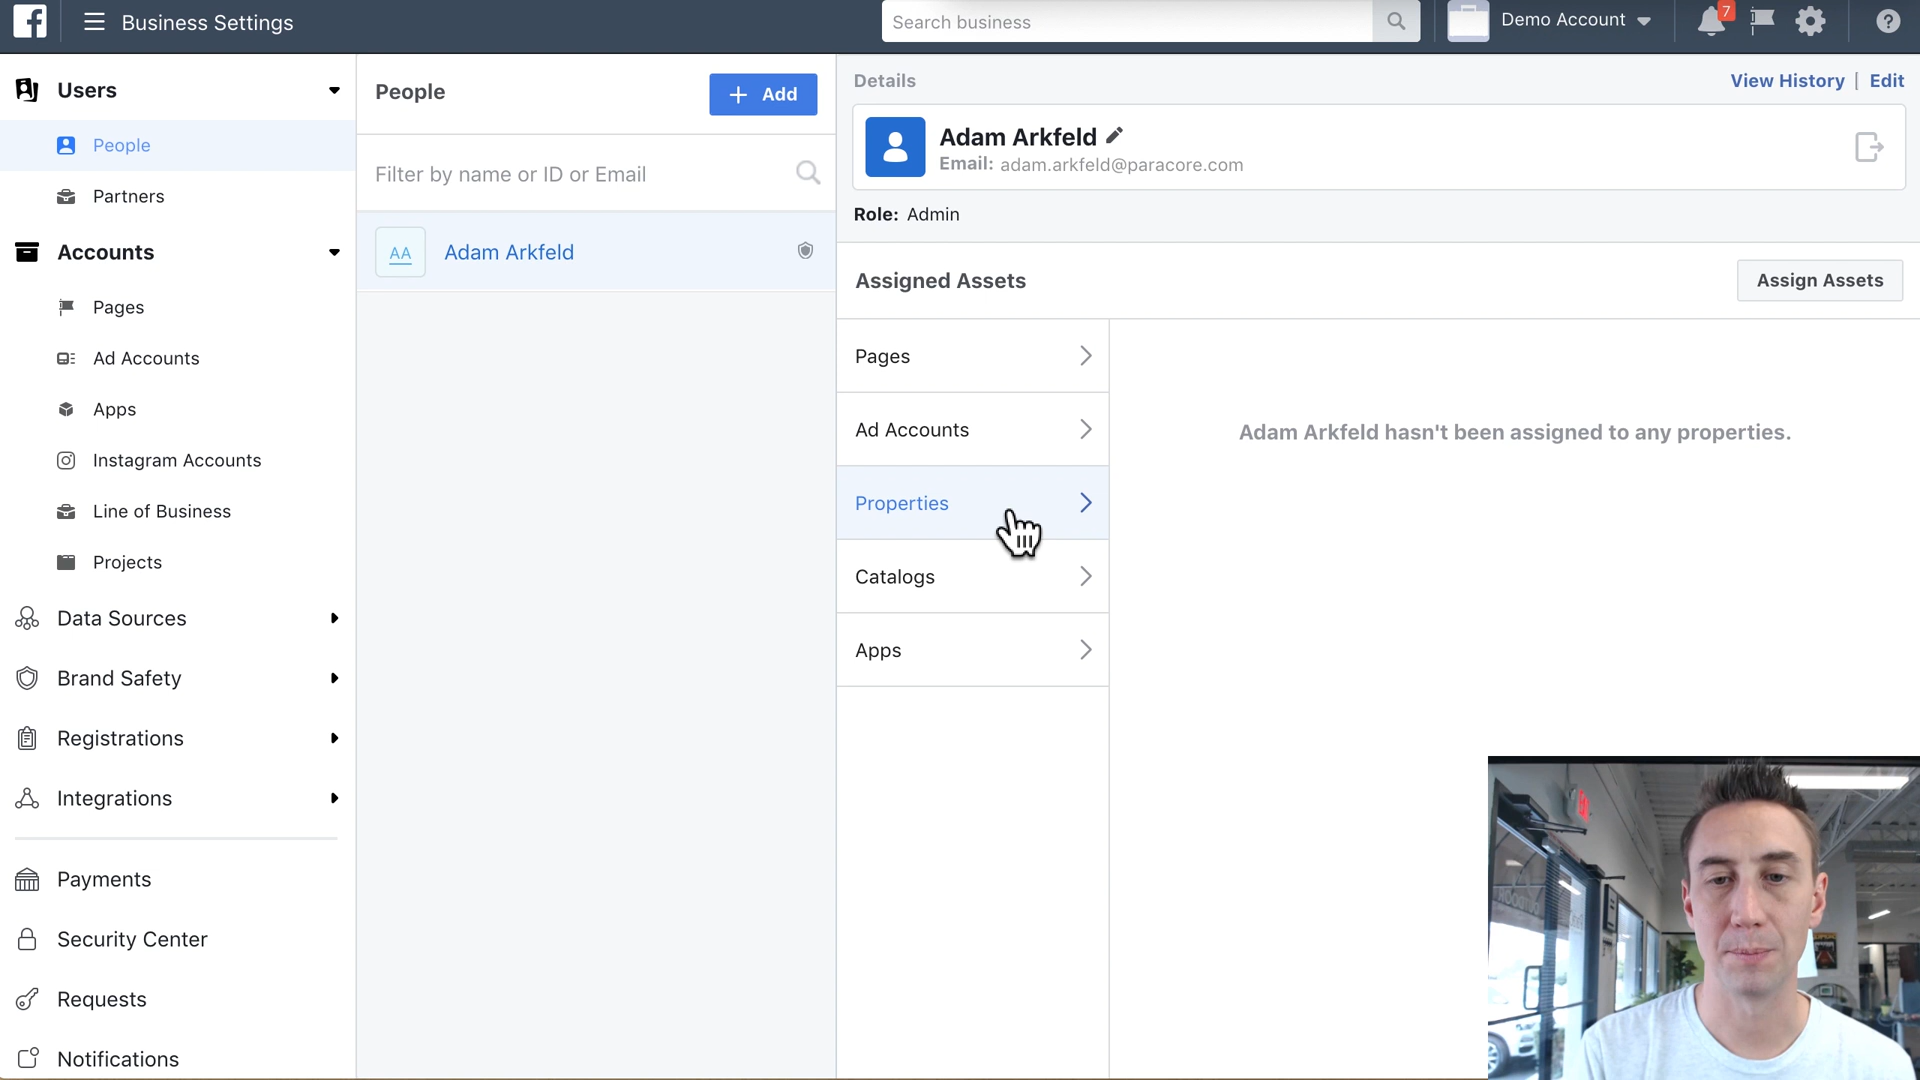 Business Settings
Search business
Demo Account
7
?
Users
People
Partners
Accounts
Pages
Ad Accounts
Apps
Instagram Accounts
Line of Business
Projects
Data Sources
Brand Safety
Registrations
Integrations
Payments
Security Center
Requests
Notifications
People
+ Add
Filter by name or ID or Email
AA
Adam Arkfeld
Details
View History | Edit
Adam Arkfeld
Email: adam.arkfeld@paracore.com
Role: Admin
Assigned Assets
Assign Assets
Pages
Ad Accounts
Properties
Catalogs
Apps
Adam Arkfeld hasn't been assigned to any properties.